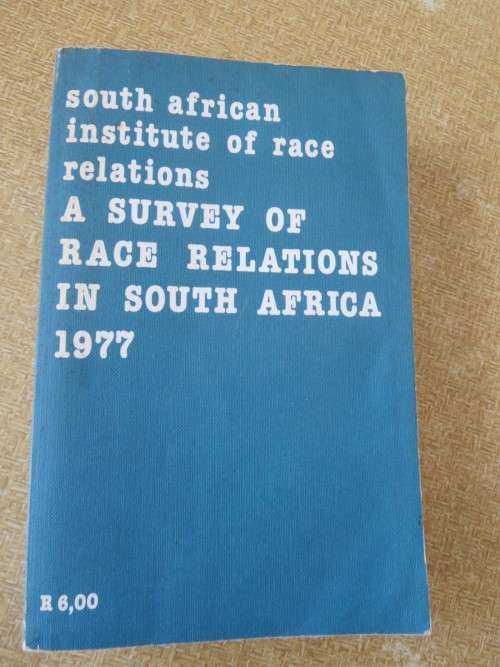 south african
institute of race
relations
A SURVEY OF
RACE RELATIONS
IN SOUTH AFRICA
1977
R 6,00